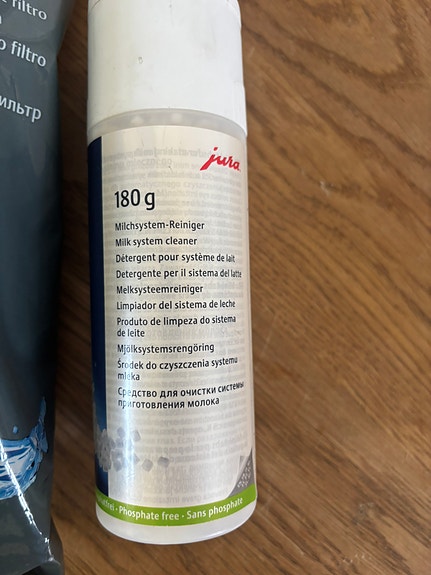 filtro
o filtro
ильтр
jura
180 g
Milchsystem-Reiniger
Milk system cleaner
Détergent pour système de lait
Detergente per il sistema del latte
Melksysteemreiniger
Limpiador del sistema de leche
Produto de limpeza do sistema
de leite
Mjölksystemsrengöring
Środek do czyszczenia systemu
mleka
Средство для очистки системы
приготовления молока
Phosphate free · Sans phosphate